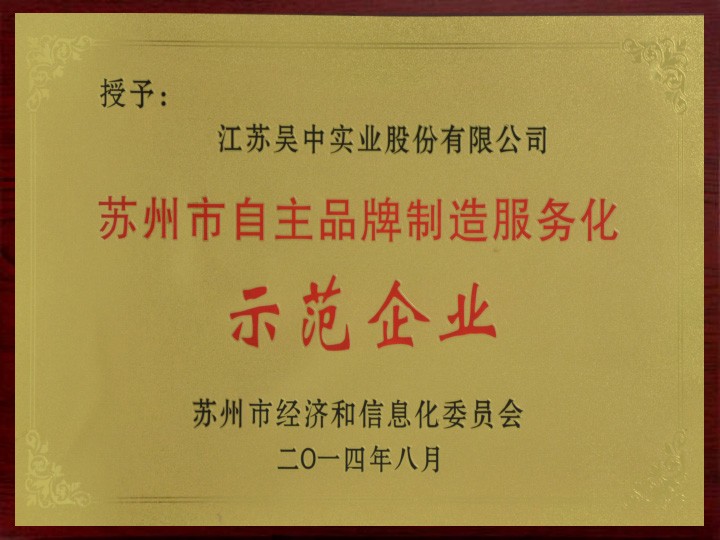 授予：
江苏吴中实业股份有限公司
苏州市自主品牌制造服务化
示范企业
苏州市经济和信息化委员会
二〇一四年八月